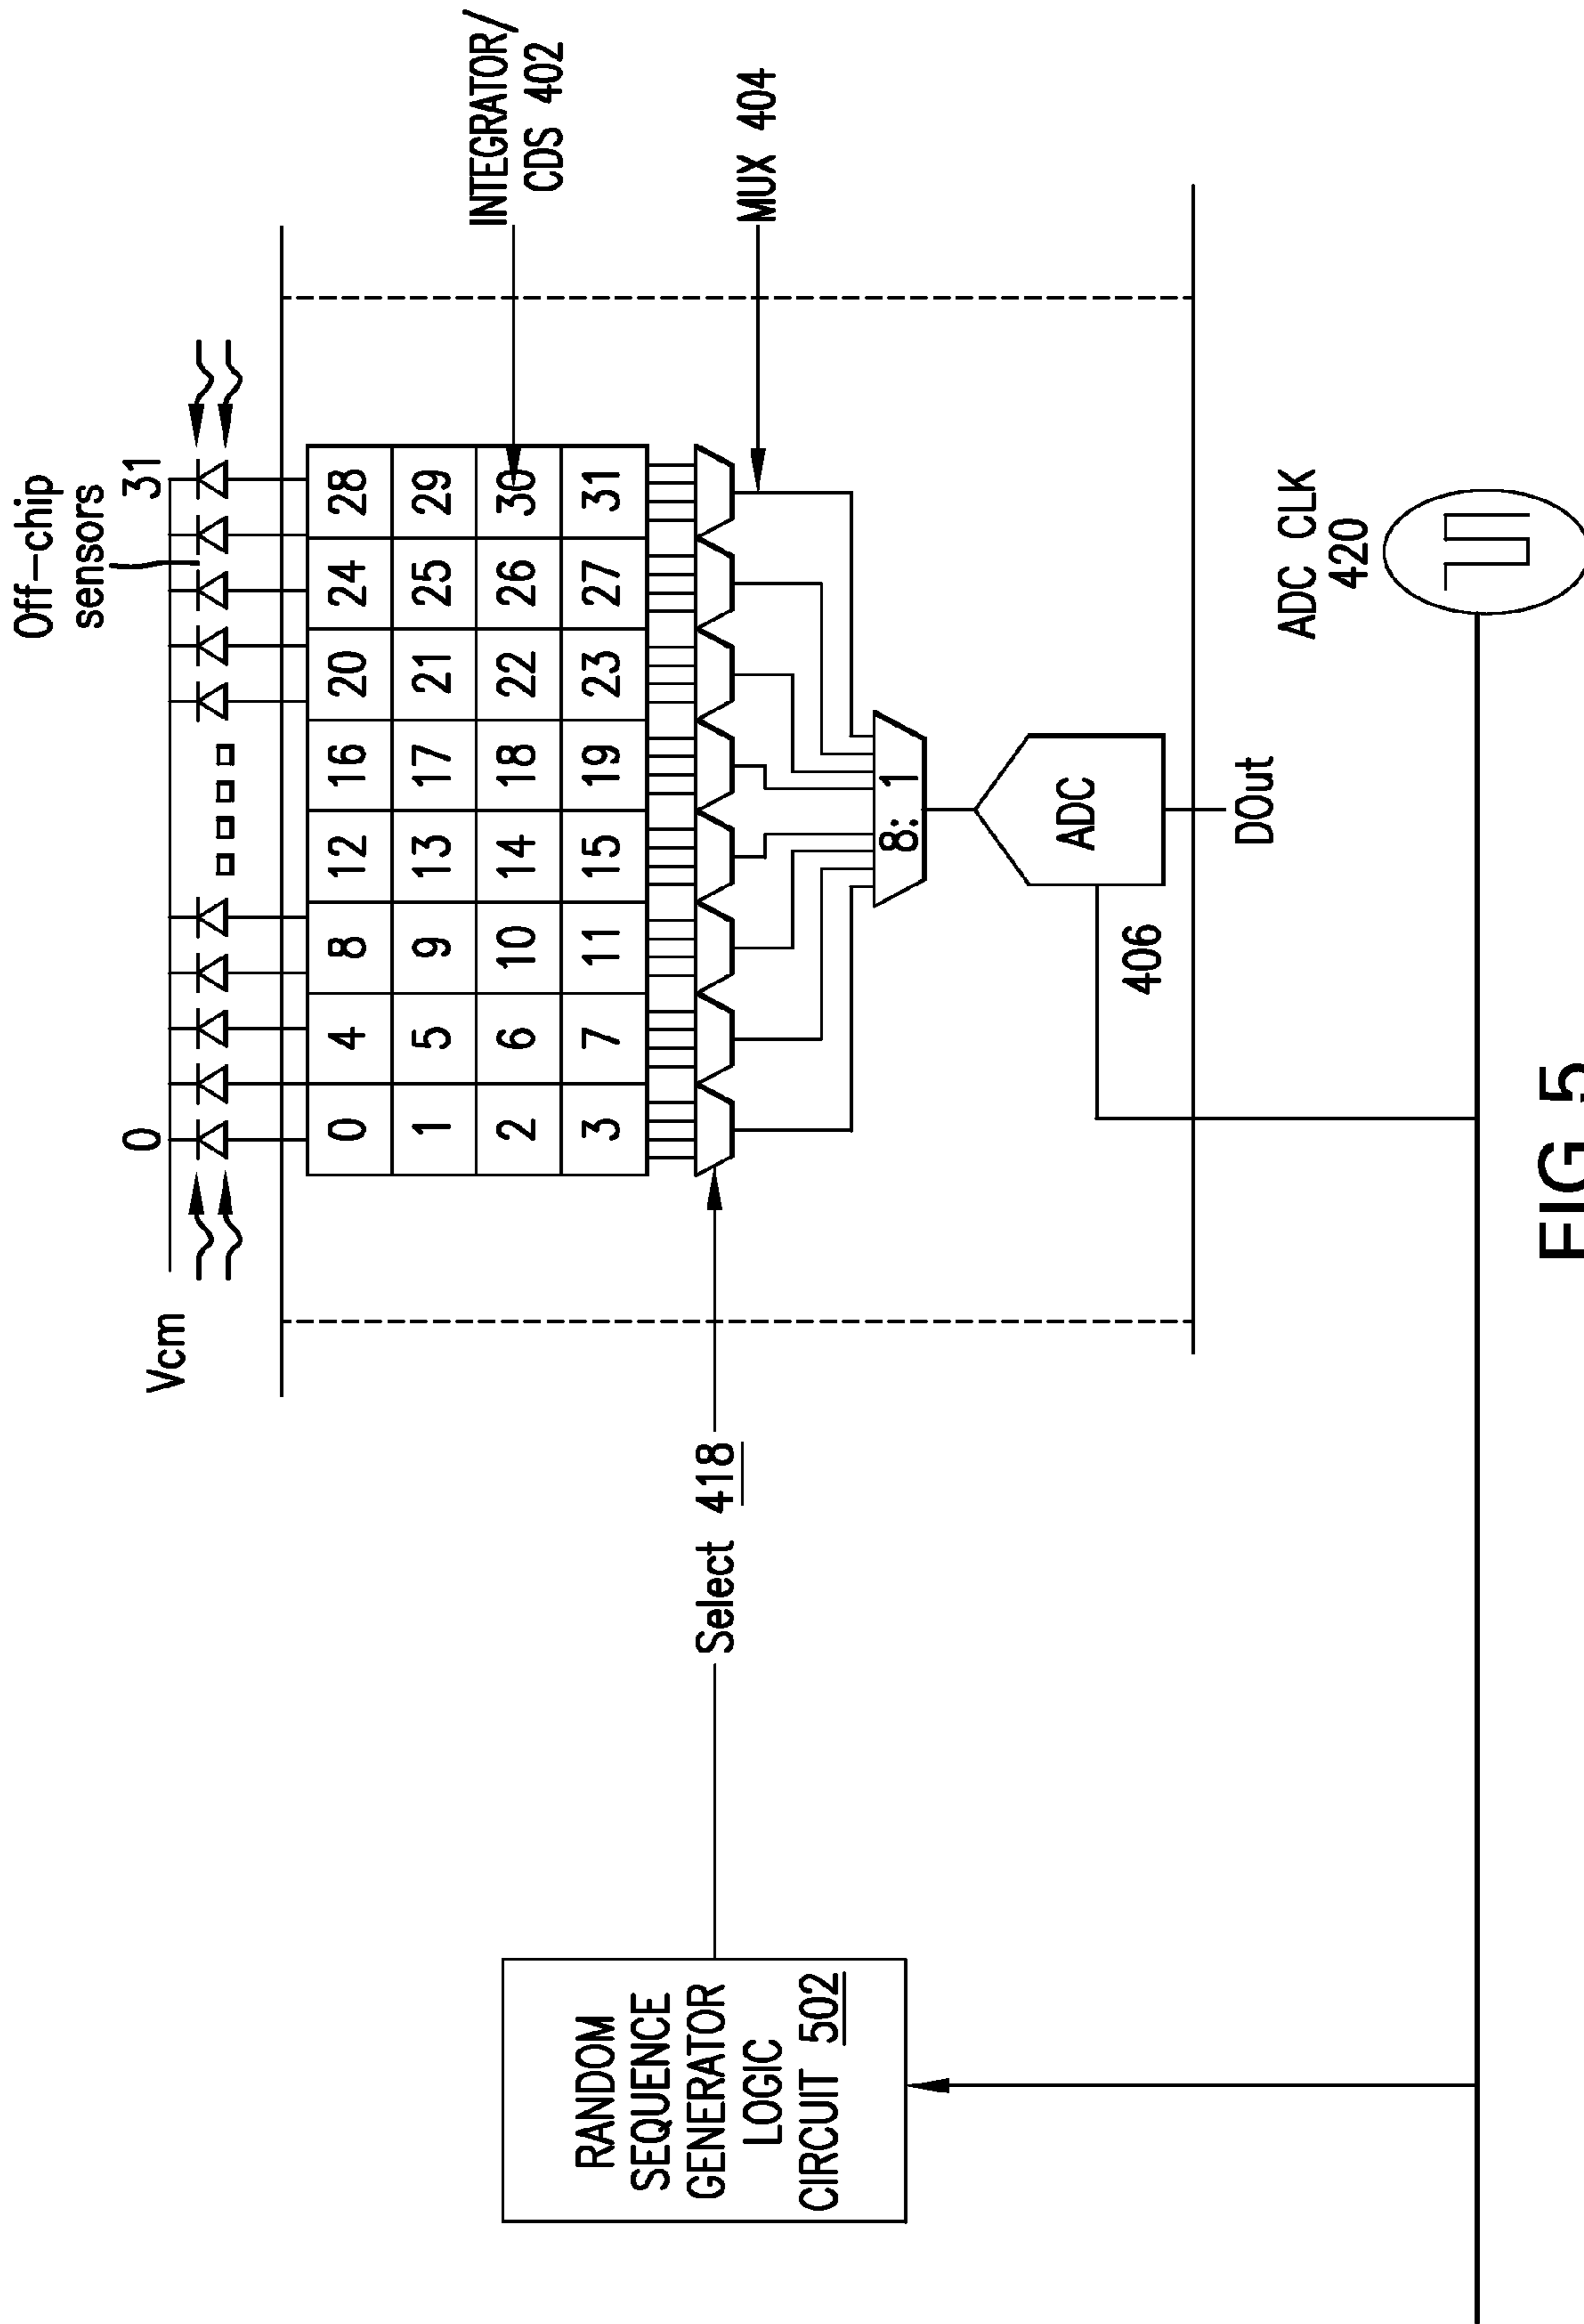 Off-chip
sensors
Vcm
0
31
0 4 8 12 16 20 24 28
1 5 9 13 17 21 25 29
2 6 10 14 18 22 26 30
3 7 11 15 19 23 27 31
INTEGRATOR/
CDS 402
MUX 404
Select 418
RANDOM
SEQUENCE
GENERATOR
LOGIC
CIRCUIT 502
8: 1
ADC
406
DOut
ADC CLK
420
FIG 5